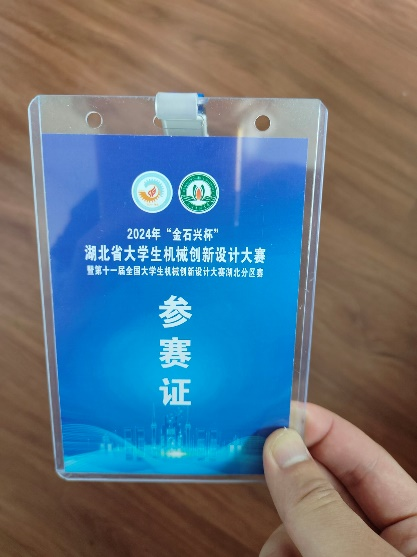 2024年“金石兴杯”
湖北省大学生机械创新设计大赛
暨第十一届全国大学生机械创新设计大赛湖北分区赛
参
赛
证